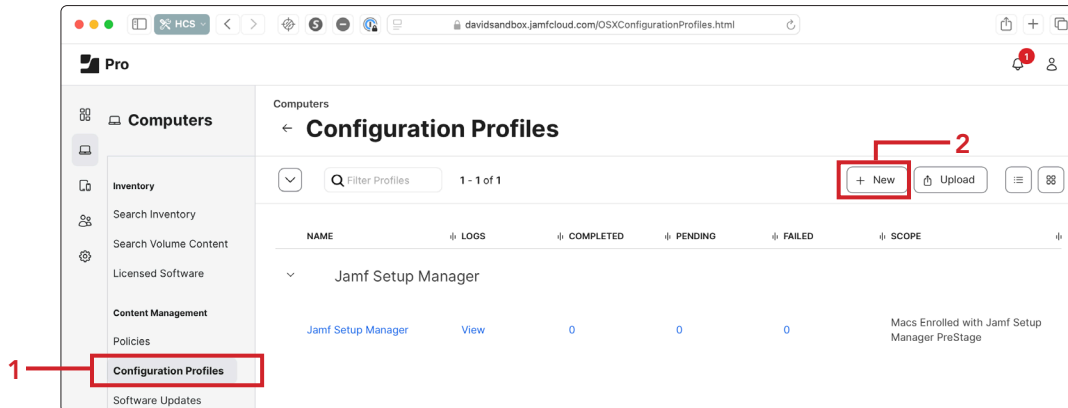 HCS
davidsandbox.jamfcloud.com/OSXConfigurationProfiles.html
Pro
1
Computers
Computers
Configuration Profiles
2
Inventory
Filter Profiles
1 - 1 of 1
+ New
Upload
Search Inventory
Search Volume Content
NAME
LOGS
COMPLETED
PENDING
FAILED
SCOPE
Licensed Software
Jamf Setup Manager
Content Management
Jamf Setup Manager
View
0
0
0
Macs Enrolled with Jamf Setup
Manager PreStage
Policies
1
Configuration Profiles
Software Updates